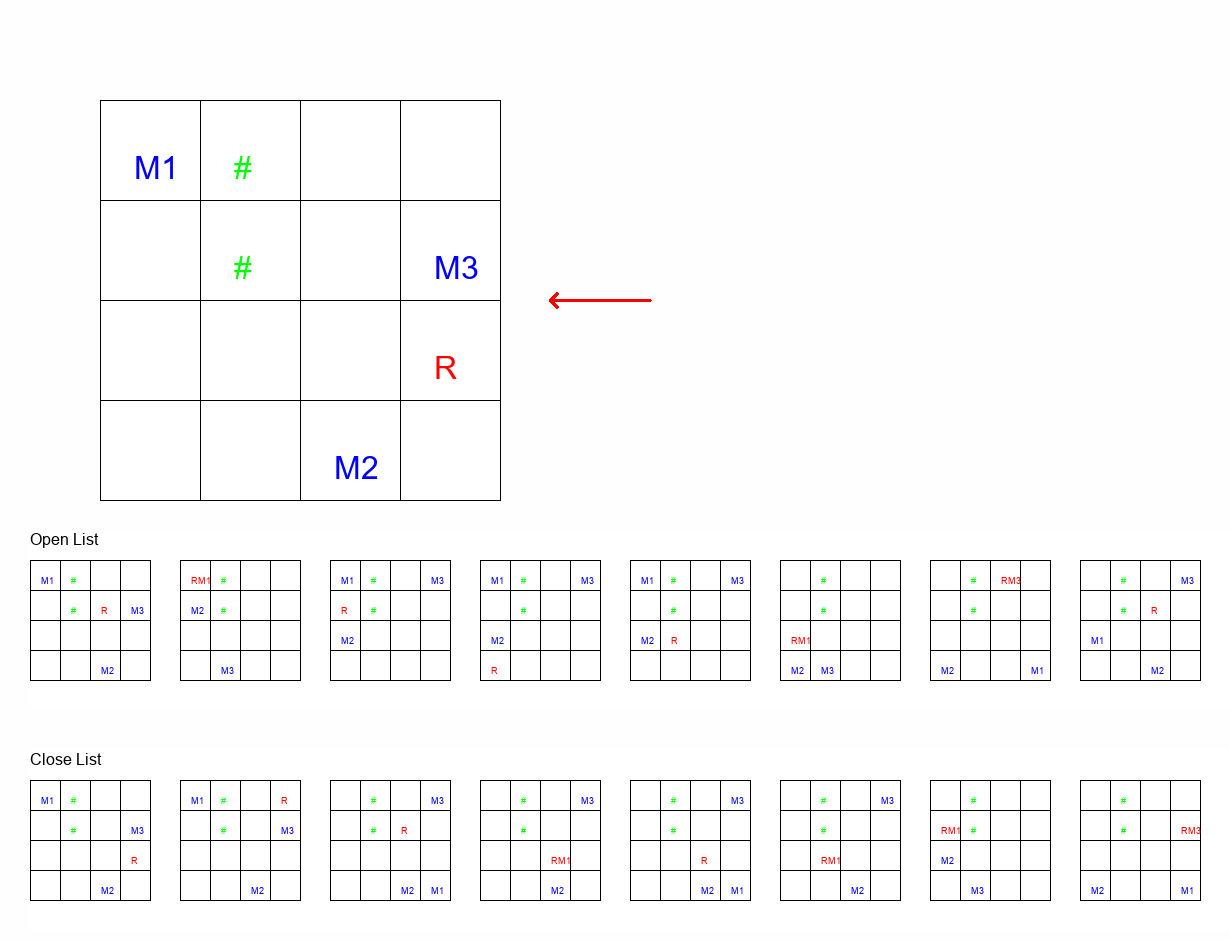 M1 #
# M3
R
M2
Open List
M1 # RM1 # M1 # M3 M1 # M3 M1 # M3 # # RM3 # M3
# R M3 M2 # R # # # # # # R
M2 M2 M2 R RM1 M1
M2 M3 R M2 M3 M2 M1 M2
Close List
M1 # M1 # R # M3 # M3 # M3 # M3 # #
# M3 # M3 # R # # # RM1 # # RM3
R RM1 R RM1 M2
M2 M2 M2 M1 M2 M2 M1 M2 M3 M2 M1